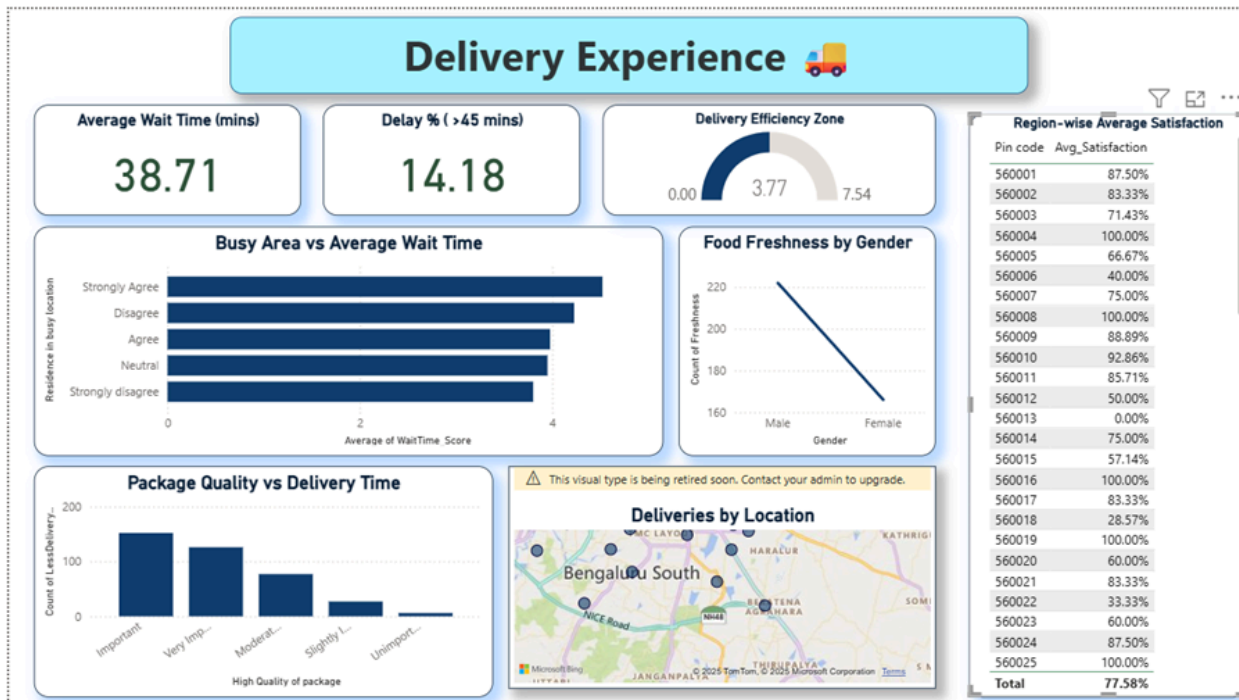 Delivery Experience
Average Wait Time (mins)
38.71
Delay % ( >45 mins)
14.18
Delivery Efficiency Zone
0.00
3.77
7.54
Busy Area vs Average Wait Time
Residence in busy location
Strongly Agree
Disagree
Agree
Neutral
Strongly disagree
0
2
4
Average of WaitTime_Score
Food Freshness by Gender
Count of Freshness
220
200
180
160
Male
Female
Gender
Package Quality vs Delivery Time
Count of LessDelivery...
200
100
0
Important
Very Imp...
Moderat...
Slightly I...
Unimport...
High Quality of package
This visual type is being retired soon. Contact your admin to upgrade.
Deliveries by Location
HARALUR
Bengaluru South
AGRAHARA
NICE Road
NH48
THIRUPALYA
JANGANPALYA
Microsoft Bing
© 2025 TomTom, © 2025 Microsoft Corporation Terms
Region-wise Average Satisfaction
Pin code Avg_Satisfaction
560001 87.50%
560002 83.33%
560003 71.43%
560004 100.00%
560005 66.67%
560006 40.00%
560007 75.00%
560008 100.00%
560009 88.89%
560010 92.86%
560011 85.71%
560012 50.00%
560013 0.00%
560014 75.00%
560015 57.14%
560016 100.00%
560017 83.33%
560018 28.57%
560019 100.00%
560020 60.00%
560021 83.33%
560022 33.33%
560023 60.00%
560024 87.50%
560025 100.00%
Total 77.58%